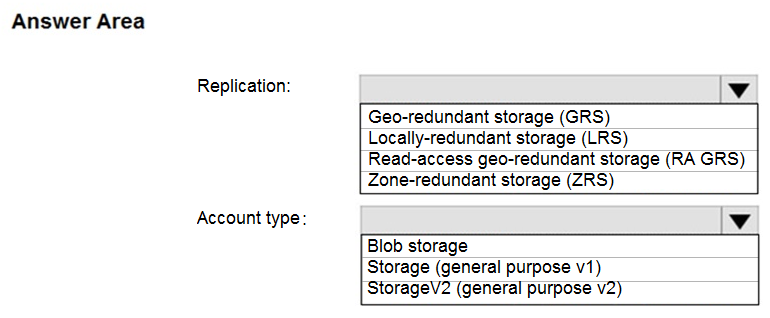 Answer Area
Replication:
Geo-redundant storage (GRS)
Locally-redundant storage (LRS)
Read-access geo-redundant storage (RA GRS)
Zone-redundant storage (ZRS)
Account type:
Blob storage
Storage (general purpose v1)
StorageV2 (general purpose v2)